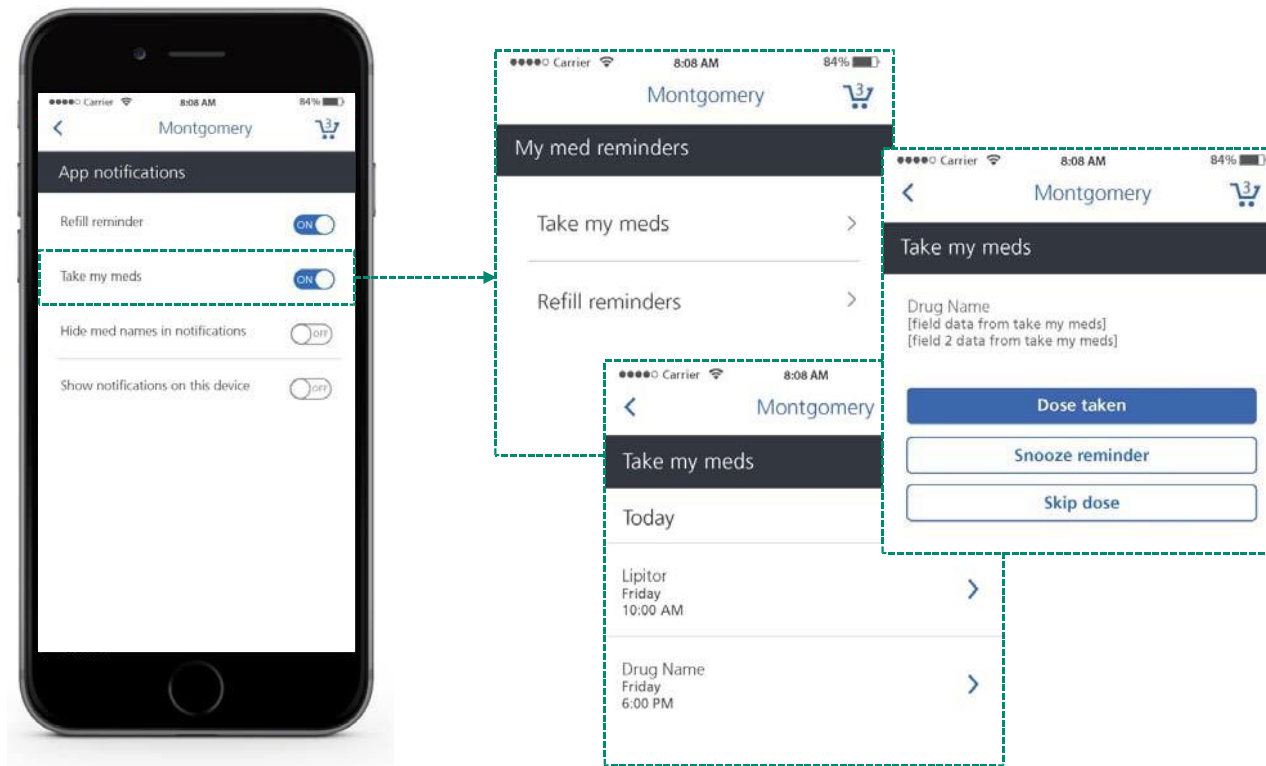 Carrier 8:08 AM 84%
Montgomery 3
App notifications
Refill reminder ON
Take my meds ON
Hide med names in notifications OFF
Show notifications on this device OFF
Carrier 8:08 AM 84%
Montgomery 3
My med reminders
Take my meds
Refill reminders
Carrier 8:08 AM
Montgomery
Take my meds
Today
Lipitor
Friday
10:00 AM
Drug Name
Friday
6:00 PM
Carrier 8:08 AM 84%
Montgomery 3
Take my meds
Drug Name
[field data from take my meds]
[field 2 data from take my meds]
Dose taken
Snooze reminder
Skip dose